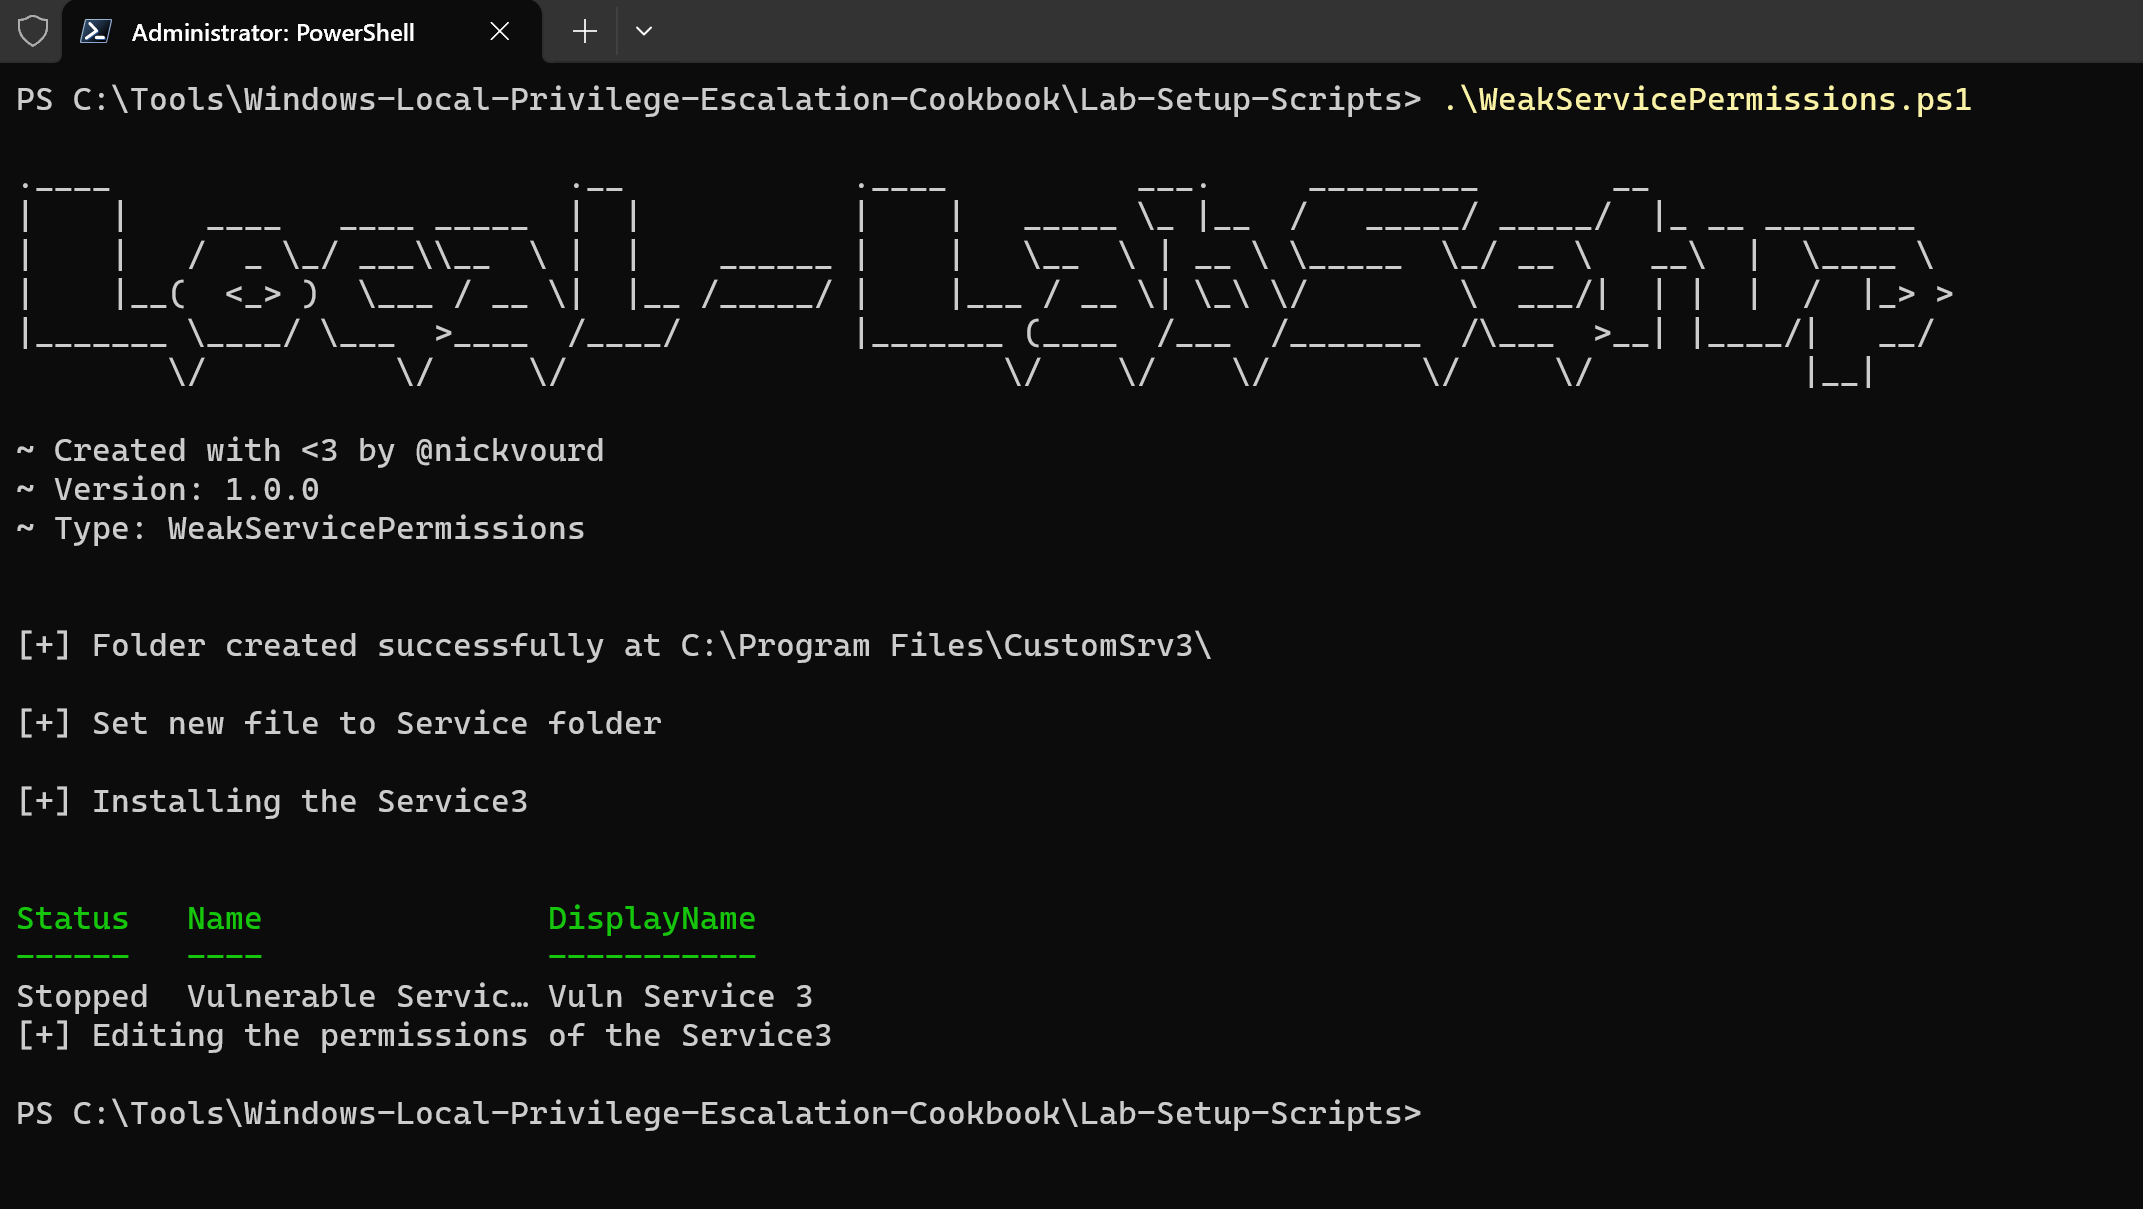 Administrator: PowerShell
PS C:\Tools\Windows-Local-Privilege-Escalation-Cookbook\Lab-Setup-Scripts> .\WeakServicePermissions.ps1
Local-LabSetup
~ Created with <3 by @nickvourd
~ Version: 1.0.0
~ Type: WeakServicePermissions
[+] Folder created successfully at C:\Program Files\CustomSrv3\
[+] Set new file to Service folder
[+] Installing the Service3
Status   Name               DisplayName
------   ----               -----------
Stopped  Vulnerable Servic… Vuln Service 3
[+] Editing the permissions of the Service3
PS C:\Tools\Windows-Local-Privilege-Escalation-Cookbook\Lab-Setup-Scripts>